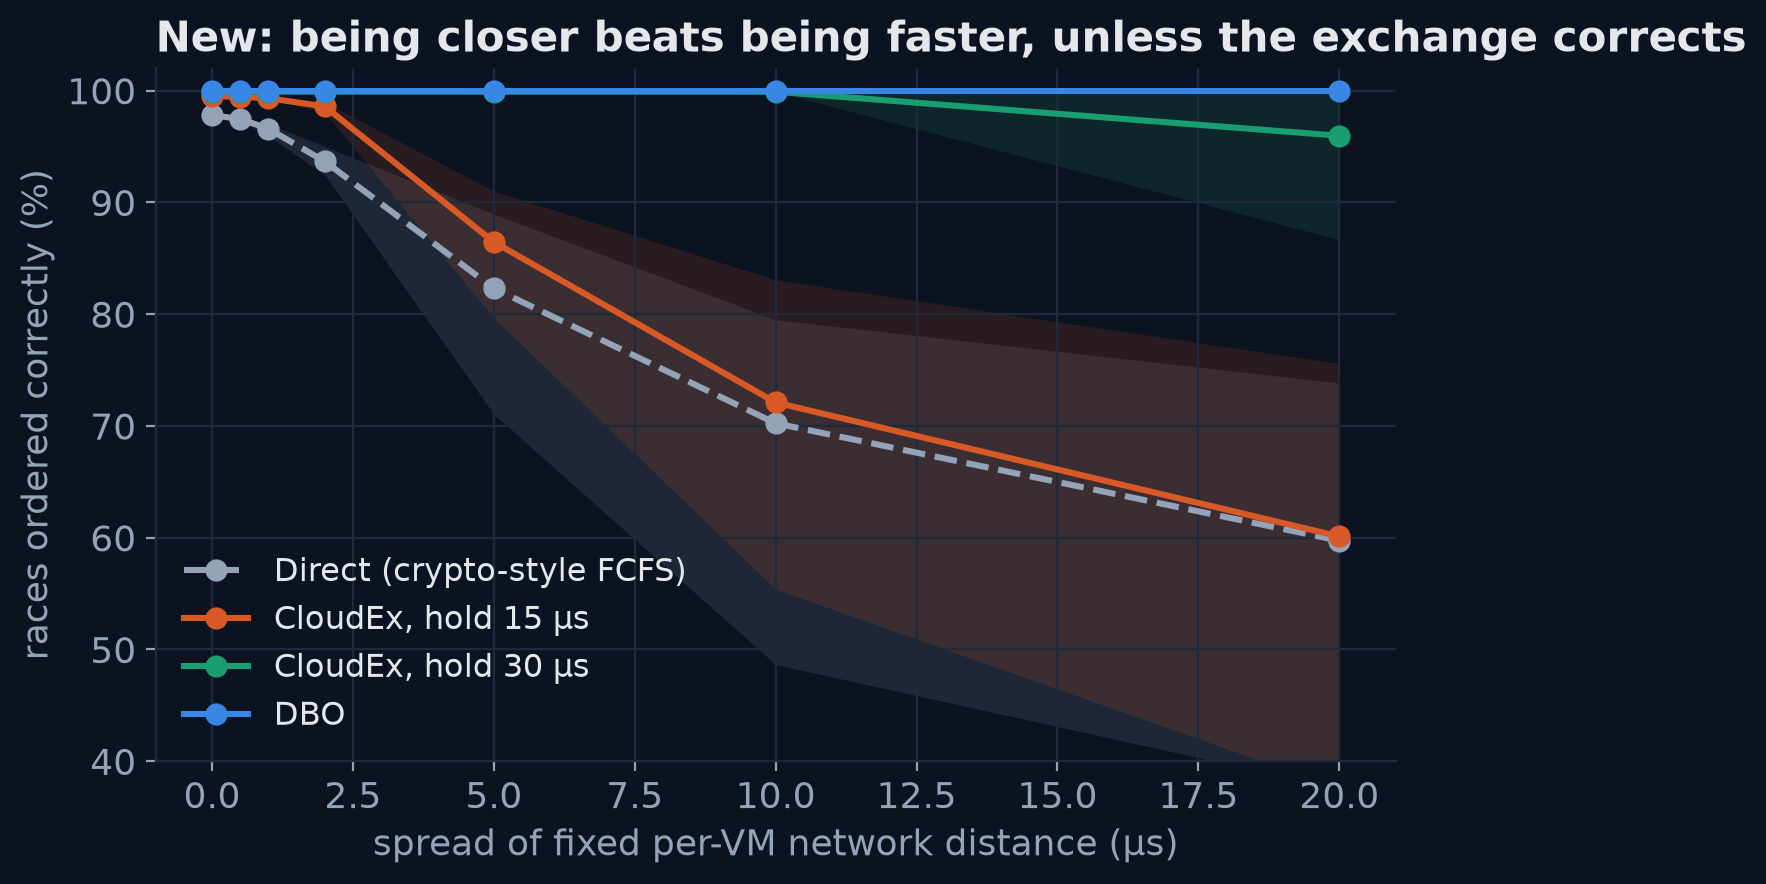 New: being closer beats being faster, unless the exchange corrects
races ordered correctly (%)
100
90
80
70
60
50
40
Direct (crypto-style FCFS)
CloudEx, hold 15 µs
CloudEx, hold 30 µs
DBO
0.0 2.5 5.0 7.5 10.0 12.5 15.0 17.5 20.0
spread of fixed per-VM network distance (µs)